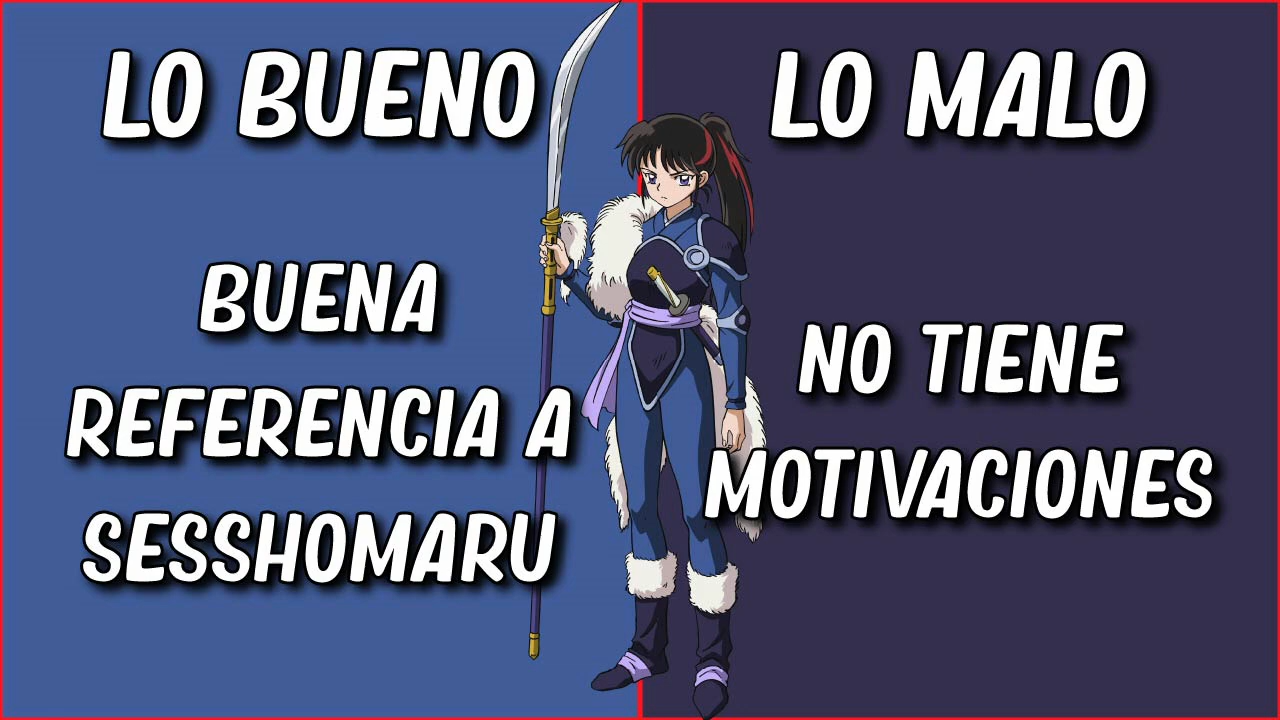 LO BUENO
BUENA
REFERENCIA A
SESSHOMARU
LO MALO
NO TIENE
MOTIVACIONES